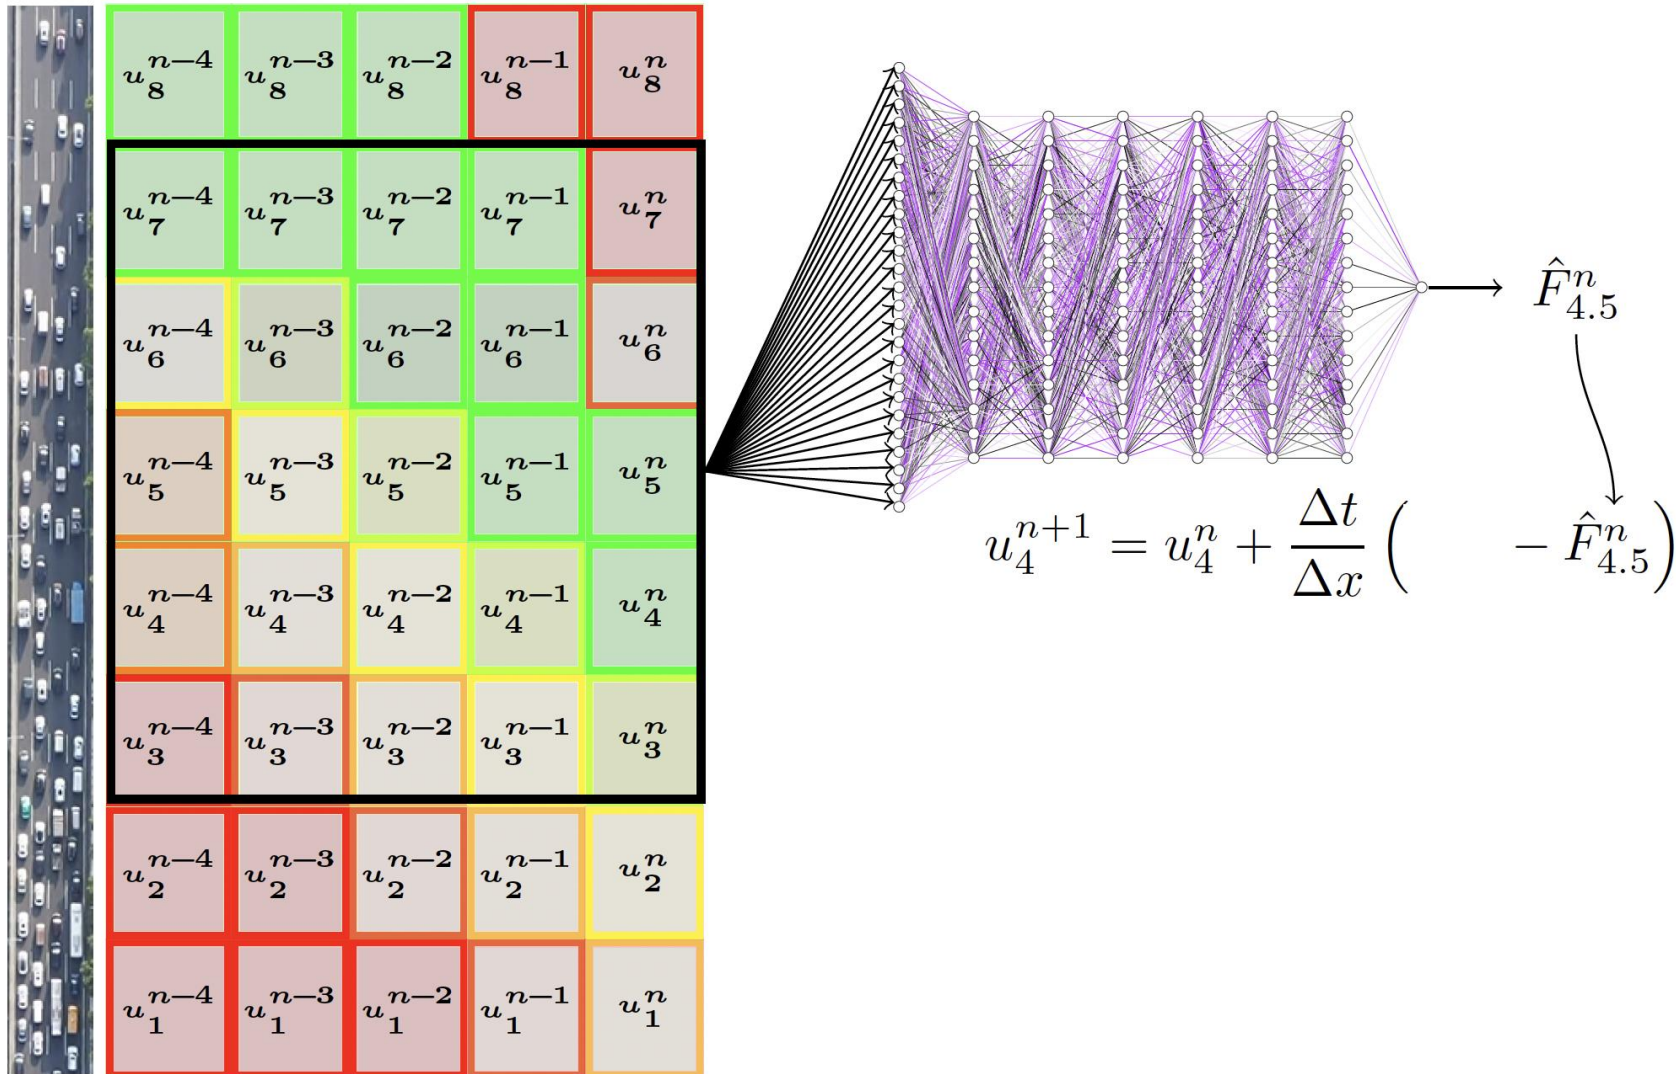 u_8^{n-4} u_8^{n-3} u_8^{n-2} u_8^{n-1} u_8^n
u_7^{n-4} u_7^{n-3} u_7^{n-2} u_7^{n-1} u_7^n
u_6^{n-4} u_6^{n-3} u_6^{n-2} u_6^{n-1} u_6^n
u_5^{n-4} u_5^{n-3} u_5^{n-2} u_5^{n-1} u_5^n
u_4^{n-4} u_4^{n-3} u_4^{n-2} u_4^{n-1} u_4^n
u_3^{n-4} u_3^{n-3} u_3^{n-2} u_3^{n-1} u_3^n
u_2^{n-4} u_2^{n-3} u_2^{n-2} u_2^{n-1} u_2^n
u_1^{n-4} u_1^{n-3} u_1^{n-2} u_1^{n-1} u_1^n
\hat{F}_{4.5}^n
u_4^{n+1} = u_4^n + \frac{\Delta t}{\Delta x} ( - \hat{F}_{4.5}^n )